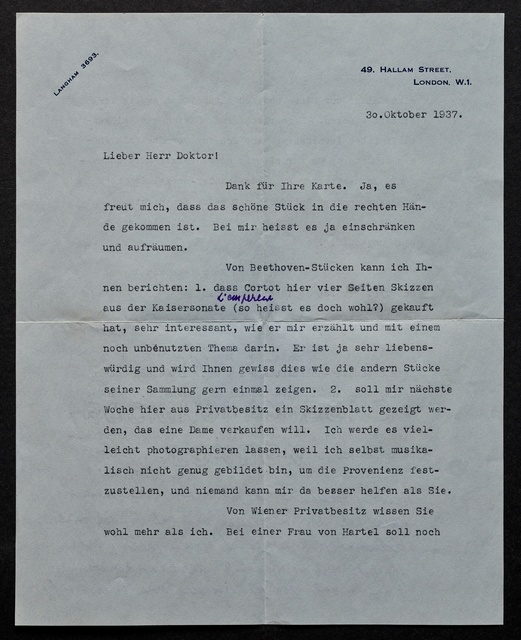 Langham 3693.
49, Hallam Street,
London, W.1.
30.Oktober 1937.
Lieber Herr Doktor!
Dank für Ihre Karte. Ja, es
freut mich, dass das schöne Stück in die rechten Hän-
de gekommen ist. Bei mir heisst es ja einschränken
und aufräumen.
Von Beethoven-Stücken kann ich Ih-
nen berichten: 1. dass Cortot hier vier Seiten Skizzen
L'empereur
aus der Kaisersonate (so heisst es doch wohl?) gekauft
hat, sehr interessant, wie er mir erzählt und mit einem
noch unbenutzten Thema darin. Er ist ja sehr liebens-
würdig und wird Ihnen gewiss dies wie die andern Stücke
seiner Sammlung gern einmal zeigen. 2. soll mir nächste
Woche hier aus Privatbesitz ein Skizzenblatt gezeigt wer-
den, das eine Dame verkaufen will. Ich werde es viel-
leicht photographieren lassen, weil ich selbst musika-
lisch nicht genug gebildet bin, um die Provenienz fest-
zustellen, und niemand kann mir da besser helfen als Sie.
Von Wiener Privatbesitz wissen Sie
wohl mehr als ich. Bei einer Frau von Hartel soll noch